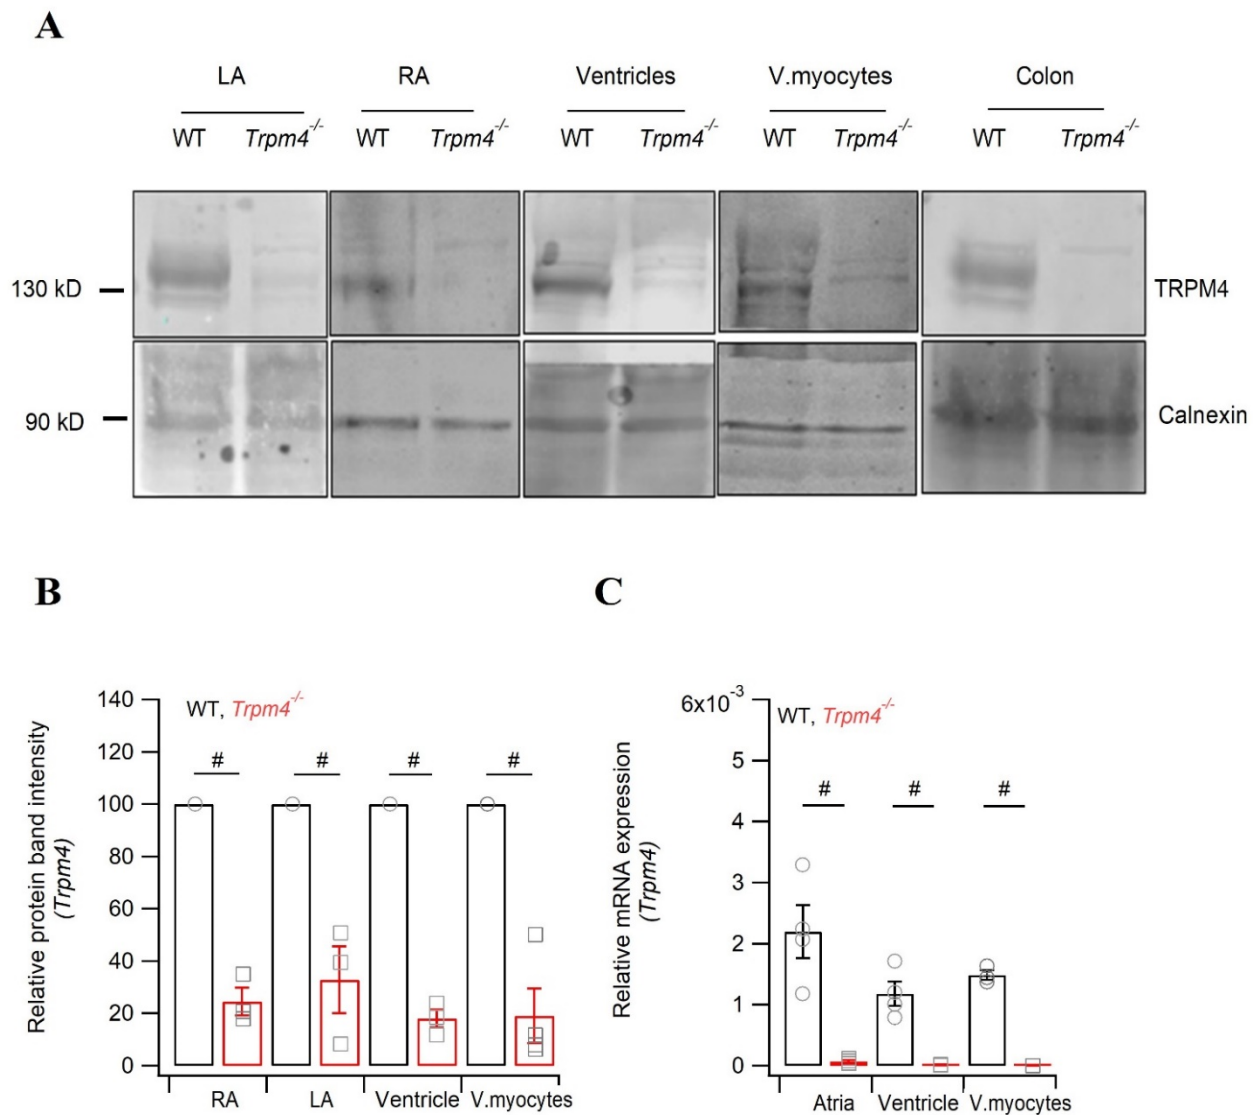 A
LA RA Ventricles V.myocytes Colon
WT Trpm4-/- WT Trpm4-/- WT Trpm4-/- WT Trpm4-/- WT Trpm4-/-
130 kD TRPM4
90 kD Calnexin
B
Relative protein band intensity
(Trpm4)
140
120
100
80
60
40
20
0
WT, Trpm4-/-
# # # #
RA LA Ventricle V.myocytes
C
Relative mRNA expression
(Trpm4)
6x10-3
5
4
3
2
1
0
WT, Trpm4-/-
# # #
Atria Ventricle V.myocytes